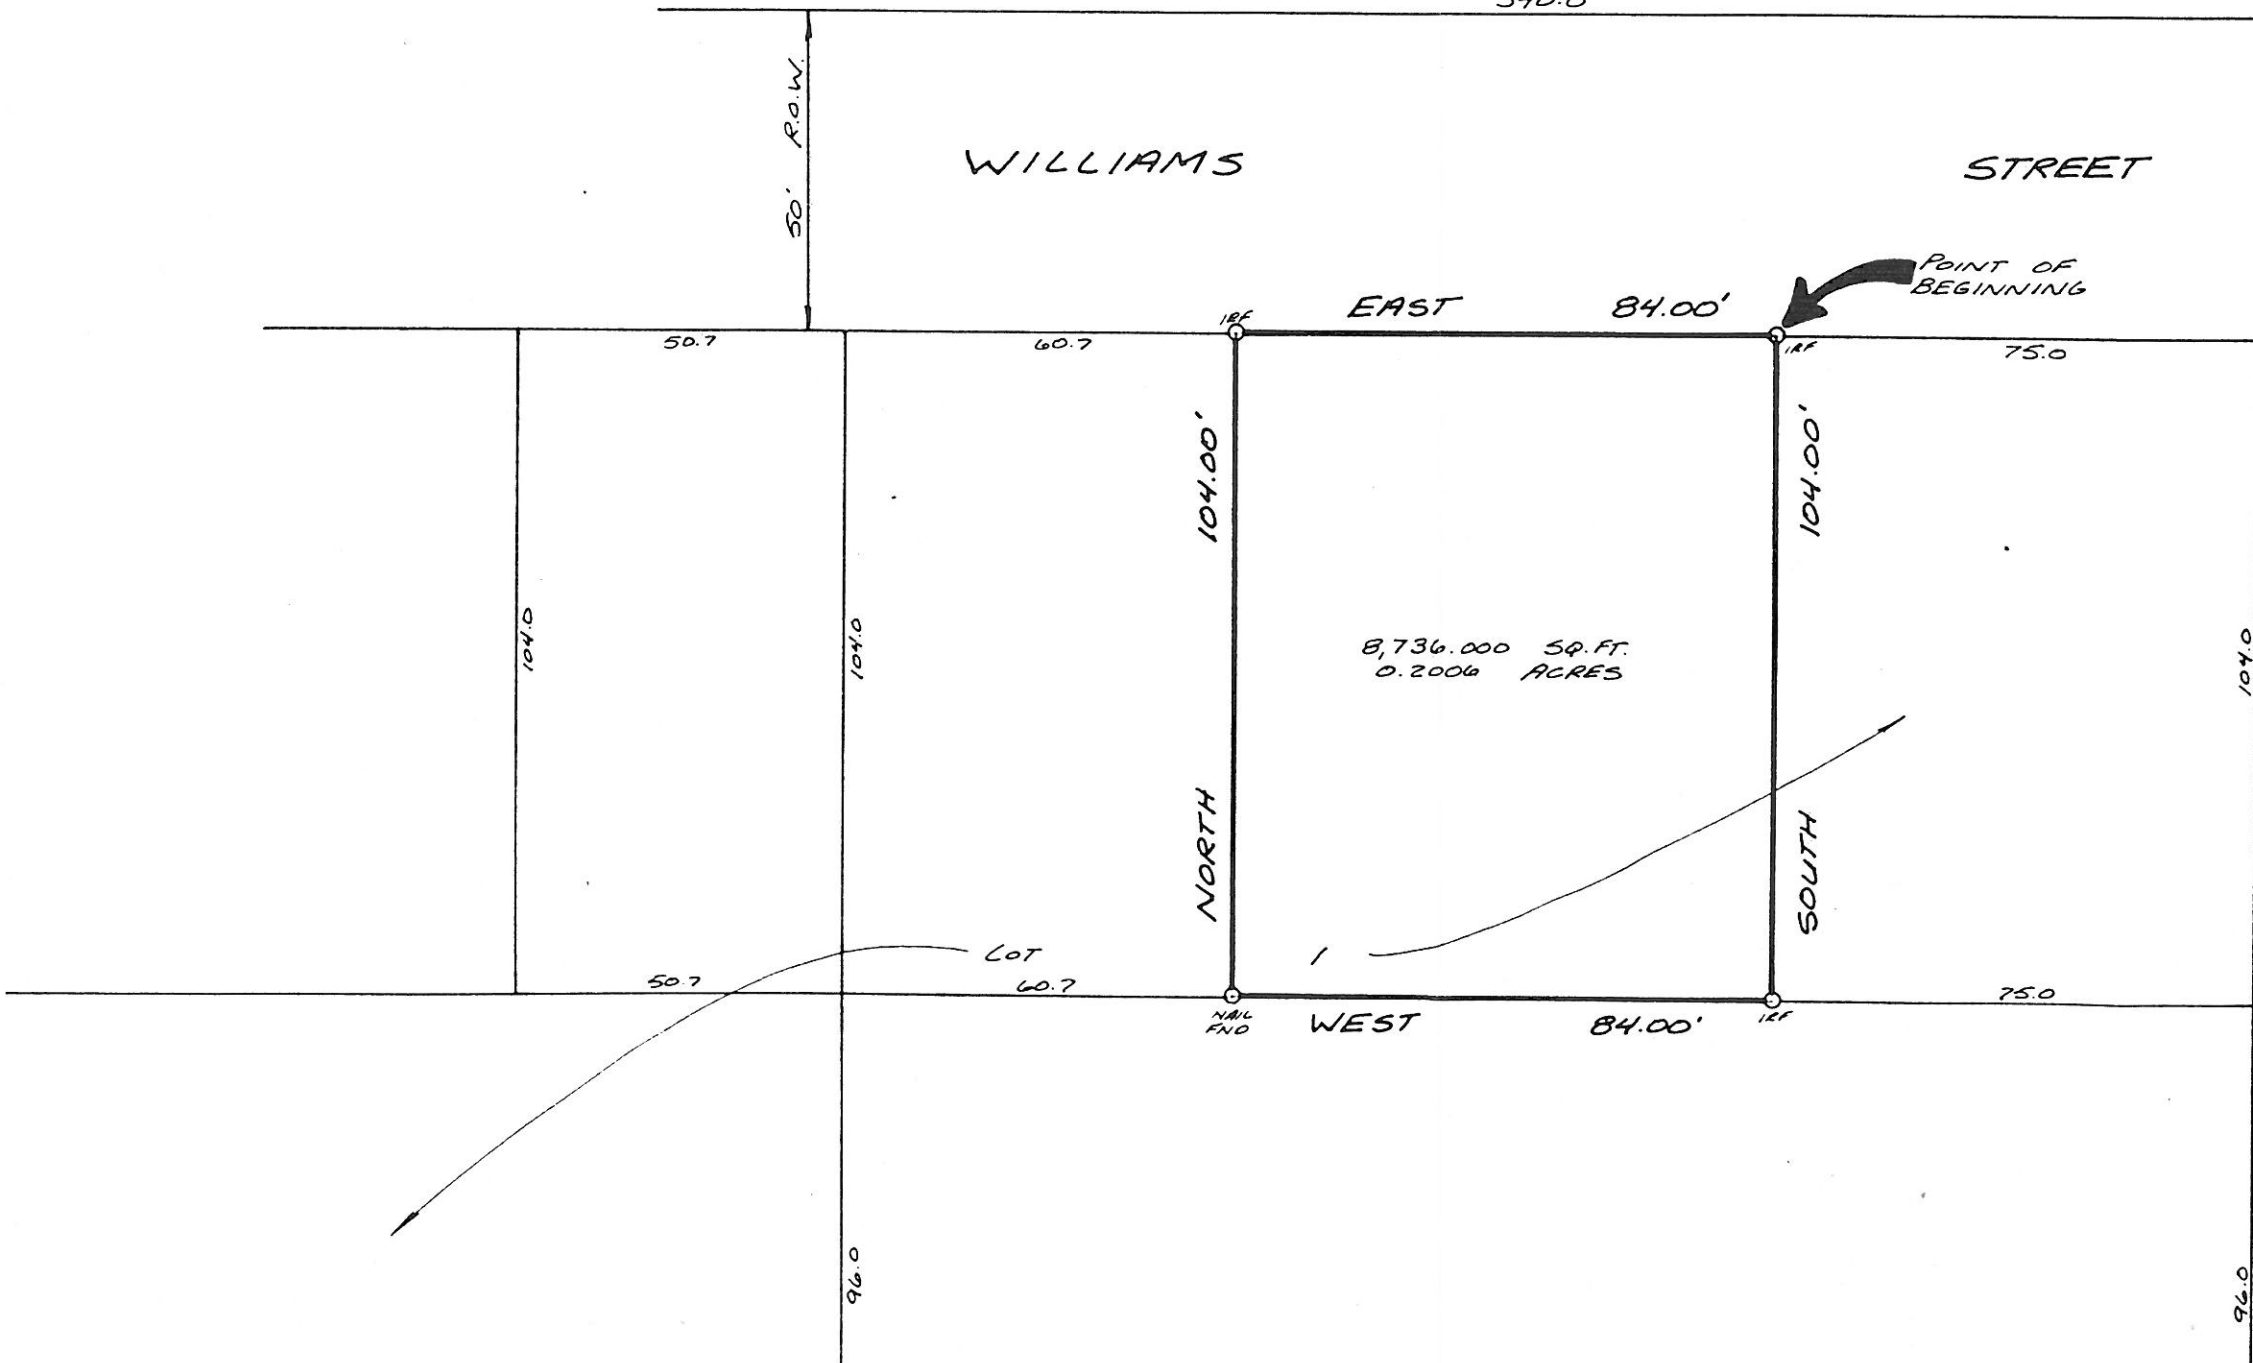 50' R.O.W.
WILLIAMS STREET
POINT OF
BEGINNING
EAST 84.00'
IRF
IRF
50.7
60.7
75.0
104.00'
104.00'
104.0
104.0
104.0
8,736.000 SQ.FT.
0.2006 ACRES
NORTH
SOUTH
LOT 1
50.7
60.7
75.0
NAIL
FND
WEST 84.00'
IRF
96.0
96.0